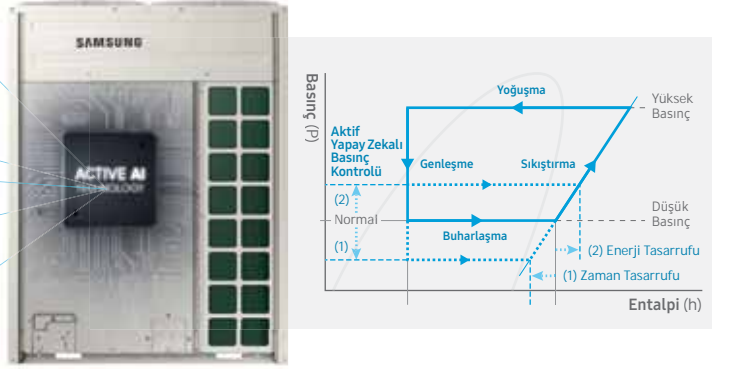 SAMSUNG
ACTIVE AI
TECHNOLOGY
Basınç (P)
Aktif
Yapay Zekalı
Basınç
Kontrolü
Yoğuşma
Genleşme
Sıkıştırma
Buharlaşma
(2)
Normal
(1)
Yüksek
Basınç
Düşük
Basınç
(2) Enerji Tasarrufu
(1) Zaman Tasarrufu
Entalpi (h)